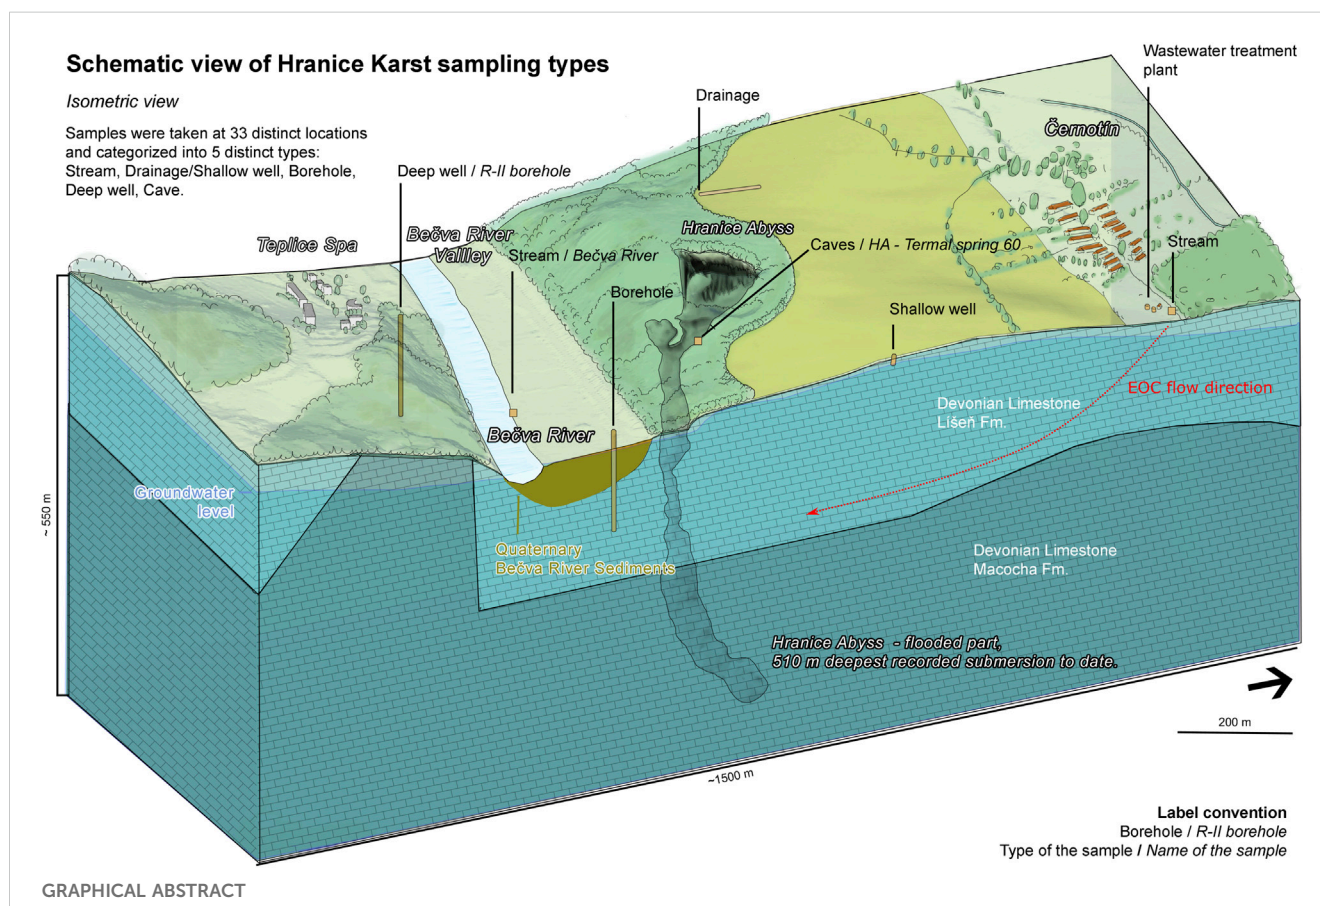 Schematic view of Hranice Karst sampling types
Isometric view
Samples were taken at 33 distinct locations
and categorized into 5 distinct types:
Stream, Drainage/Shallow well, Borehole,
Deep well, Cave.
Wastewater treatment
plant
Drainage
Černotín
Deep well / R-II borehole
Teplice Spa
Bečva River
Vallley
Stream / Bečva River
Hranice Abyss
Caves / HA - Termal spring 60
Stream
Borehole
Shallow well
EOC flow direction
Devonian Limestone
Líšeň Fm.
Bečva River
Groundwater
level
~ 550 m
Quaternary
Bečva River Sediments
Devonian Limestone
Macocha Fm.
Hranice Abyss - flooded part,
510 m deepest recorded submersion to date.
200 m
~1500 m
Label convention
Borehole / R-II borehole
Type of the sample / Name of the sample
GRAPHICAL ABSTRACT